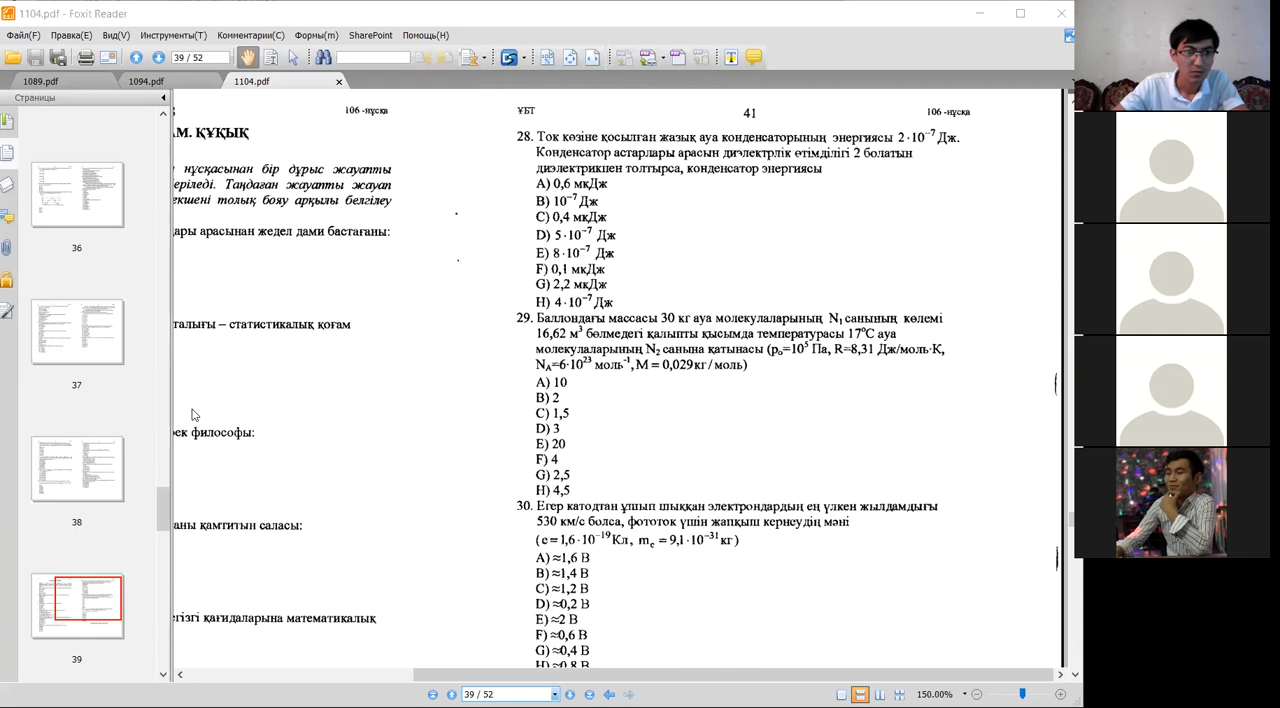 1104.pdf - Foxit Reader
Файл(F) Правка(E) Вид(V) Инструменты(T) Комментарии(C) Формы(m) SharePoint Помощь(H)
39 / 52
1089.pdf 1094.pdf 1104.pdf
Страницы
36
37
38
39
106 -нұсқа
АМ. ҚҰҚЫҚ
нұсқасынан бір дұрыс жауапты
еріледі. Таңдаған жауапты жауап
екшені толық бояу арқылы белгілеу
дары арасынан жедел дами бастағаны:
талығы – статистикалық қоғам
рек философы:
аны қамтитын саласы:
егізгі қағидаларына математикалық
ҰБТ 41 106 -нұсқа
28. Ток көзіне қосылған жазық ауа конденсаторының энергиясы 2·10⁻⁷ Дж.
Конденсатор астарлары арасын диэлектрлік өтімділігі 2 болатын
диэлектрикпен толтырса, конденсатор энергиясы
A) 0,6 мкДж
B) 10⁻⁷ Дж
C) 0,4 мкДж
D) 5·10⁻⁷ Дж
E) 8·10⁻⁷ Дж
F) 0,1 мкДж
G) 2,2 мкДж
H) 4·10⁻⁷ Дж
29. Баллондағы массасы 30 кг ауа молекулаларының N₁ санының көлемі
16,62 м³ бөлмедегі қалыпты қысымда температурасы 17°С ауа
молекулаларының N₂ санына қатынасы (p₀=10⁵ Па, R=8,31 Дж/моль·К,
N_A=6·10²³ моль⁻¹, M = 0,029 кг/моль)
A) 10
B) 2
C) 1,5
D) 3
E) 20
F) 4
G) 2,5
H) 4,5
30. Егер катодтан ұшып шыққан электрондардың ең үлкен жылдамдығы
530 км/с болса, фототок үшін жапқыш кернеудің мәні
(e=1,6·10⁻¹⁹Кл, mₑ=9,1·10⁻³¹кг)
A) ≈1,6 В
B) ≈1,4 В
C) ≈1,2 В
D) ≈0,2 В
E) ≈2 В
F) ≈0,6 В
G) ≈0,4 В
H) ≈0,8 В
39 / 52
150.00%